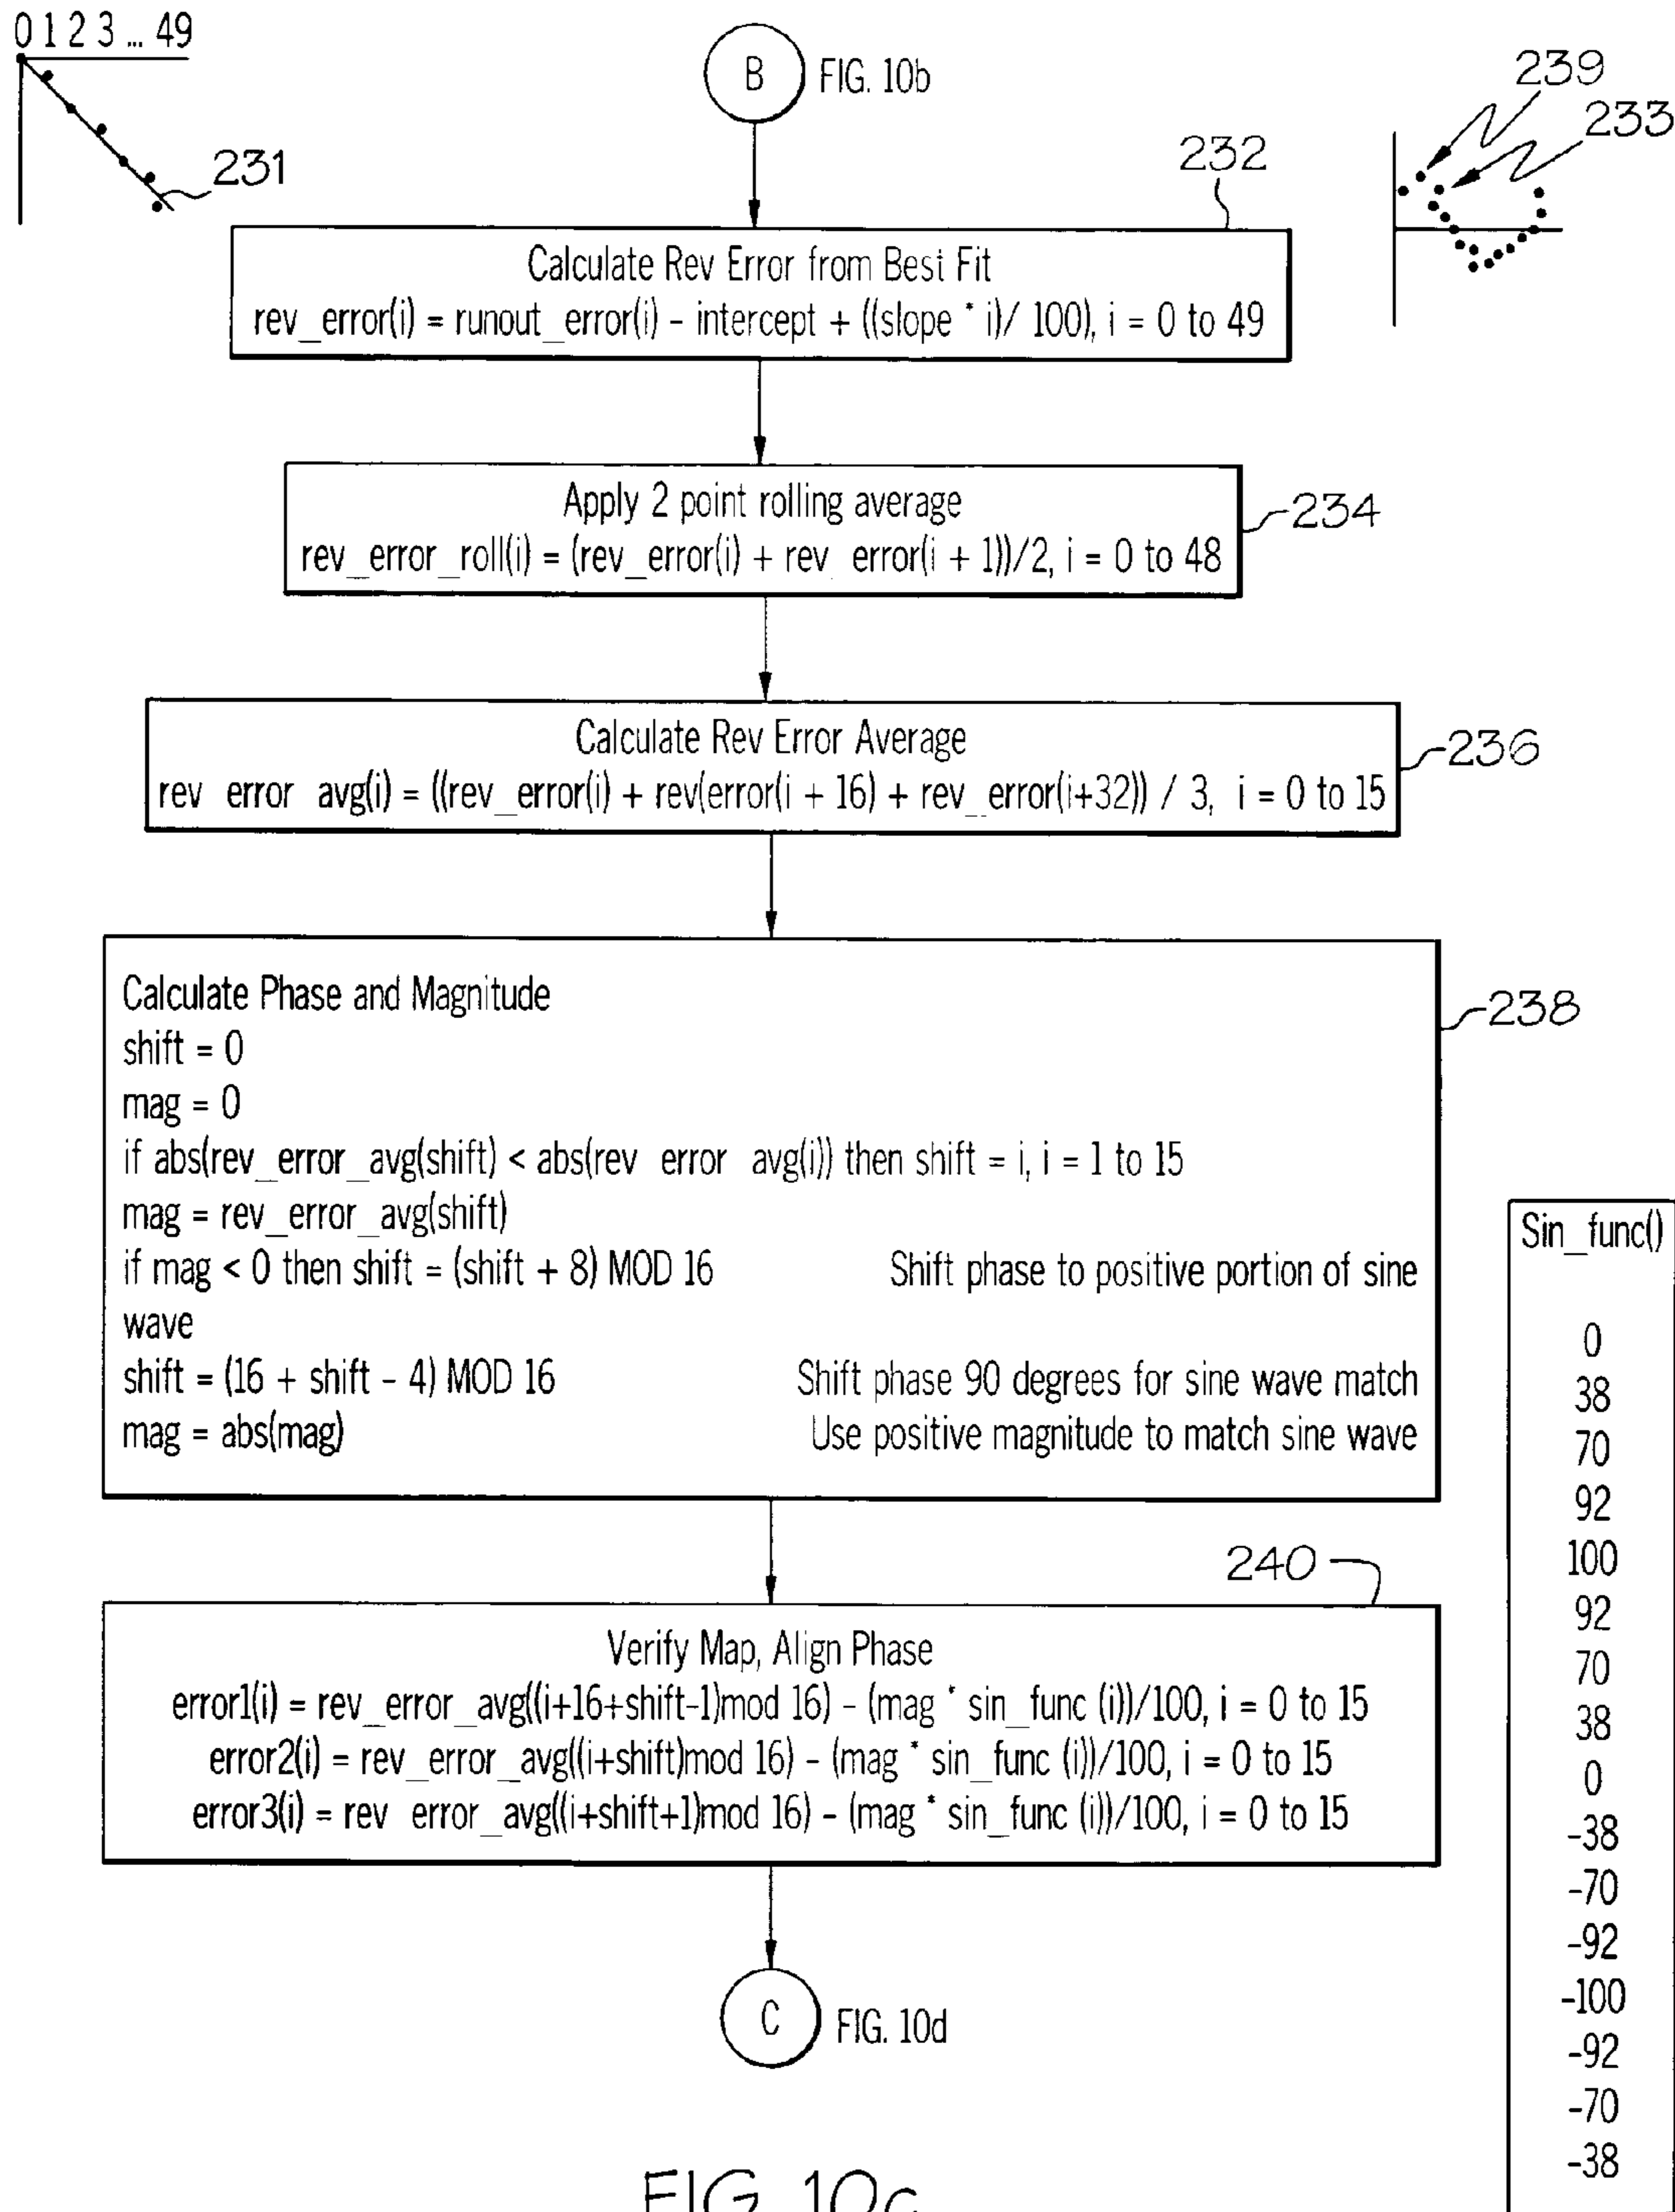 0 1 2 3 ... 49
B FIG. 10b
239
233
231
232
Calculate Rev Error from Best Fit
rev_error(i) = runout_error(i) - intercept + ((slope * i)/ 100), i = 0 to 49
Apply 2 point rolling average
rev_error_roll(i) = (rev_error(i) + rev error(i + 1))/2, i = 0 to 48
234
Calculate Rev Error Average
rev error avg(i) = ((rev_error(i) + rev(error(i + 16) + rev_error(i+32)) / 3, i = 0 to 15
236
Calculate Phase and Magnitude
shift = 0
mag = 0
if abs(rev_error_avg(shift) < abs(rev error avg(i)) then shift = i, i = 1 to 15
mag = rev_error_avg(shift)
if mag < 0 then shift = (shift + 8) MOD 16 Shift phase to positive portion of sine
wave
shift = (16 + shift - 4) MOD 16 Shift phase 90 degrees for sine wave match
mag = abs(mag) Use positive magnitude to match sine wave
238
240
Verify Map, Align Phase
error1(i) = rev_error_avg((i+16+shift-1)mod 16) - (mag * sin_func (i))/100, i = 0 to 15
error2(i) = rev_error_avg((i+shift)mod 16) - (mag * sin_func (i))/100, i = 0 to 15
error3(i) = rev error_avg((i+shift+1)mod 16) - (mag * sin_func (i))/100, i = 0 to 15
C FIG. 10d
Sin_func()
0
38
70
92
100
92
70
38
0
-38
-70
-92
-100
-92
-70
-38
FIG. 10c